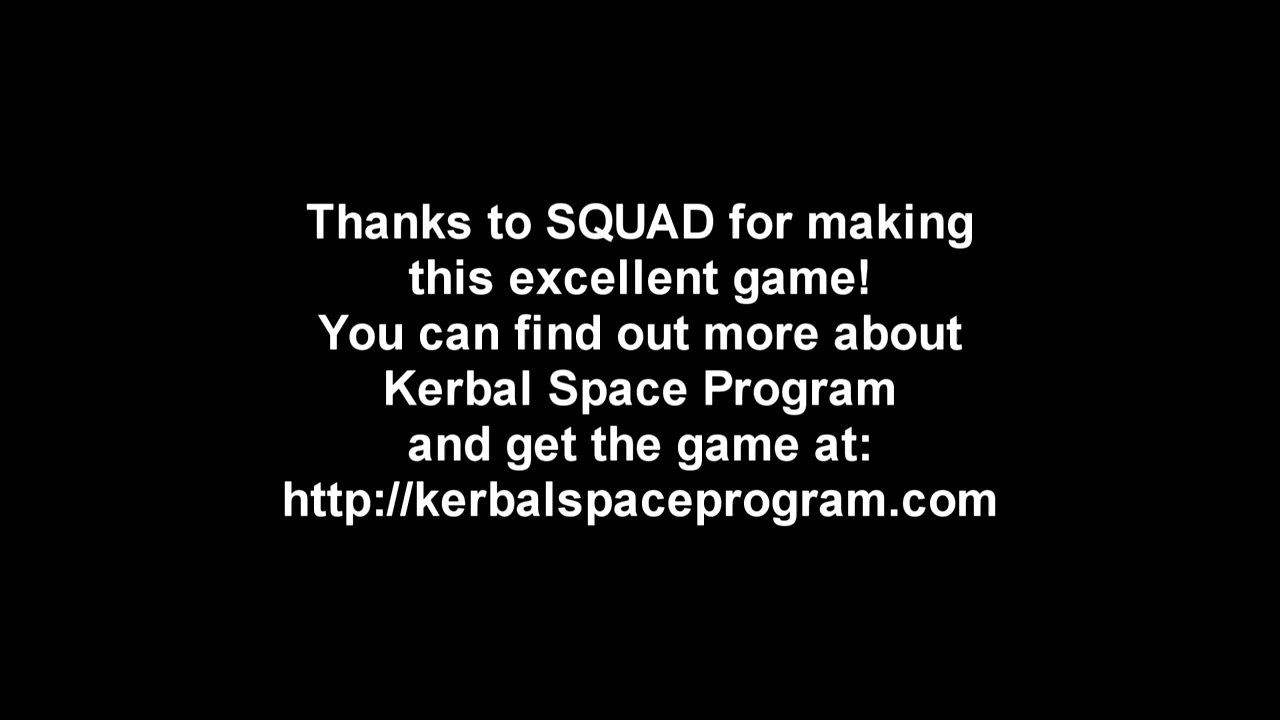 Thanks to SQUAD for making
this excellent game!
You can find out more about
Kerbal Space Program
and get the game at:
http://kerbalspaceprogram.com